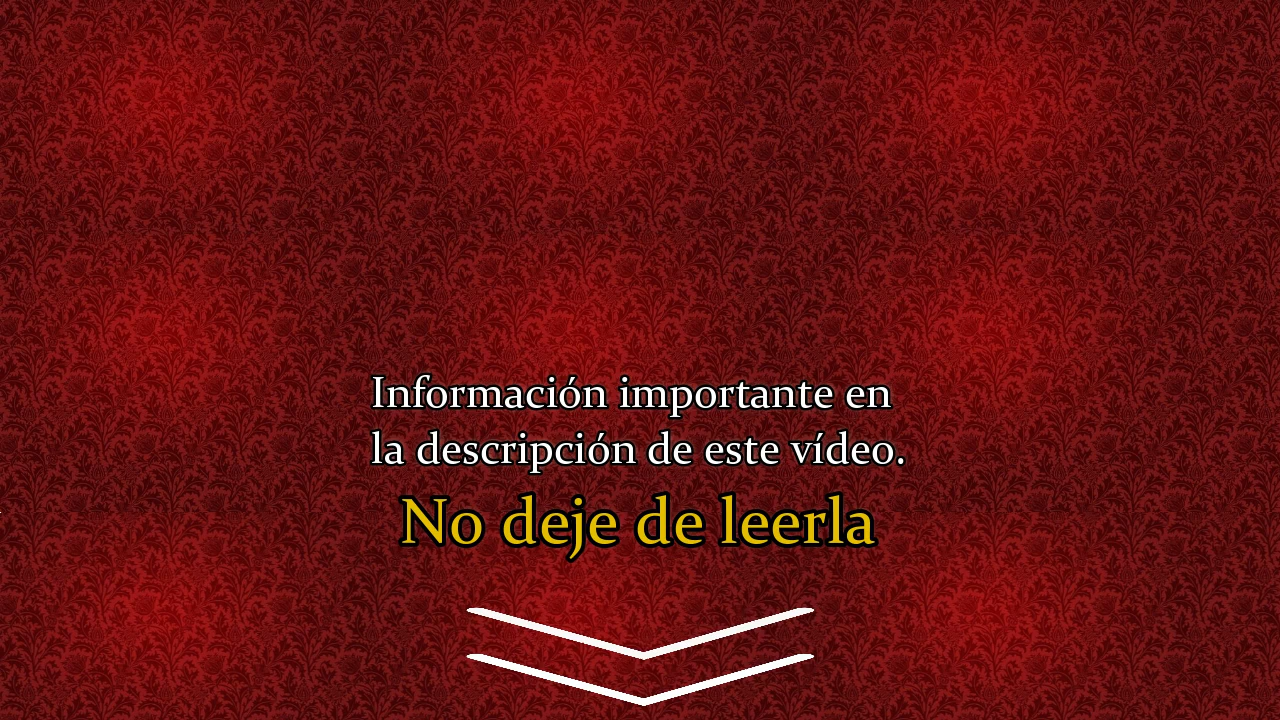 Información importante en
la descripción de este vídeo.
No deje de leerla